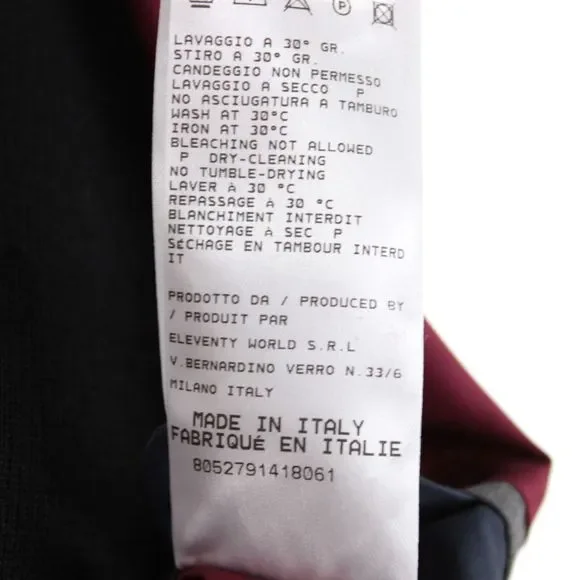 P
LAVAGGIO A 30° GR.
STIRO A 30° GR.
CANDEGGIO NON PERMESSO
LAVAGGIO A SECCO P
NO ASCIUGATURA A TAMBURO
WASH AT 30°C
IRON AT 30°C
BLEACHING NOT ALLOWED
P DRY-CLEANING
NO TUMBLE-DRYING
LAVER À 30 °C
REPASSAGE À 30 °C
BLANCHIMENT INTERDIT
NETTOYAGE À SEC P
SéCHAGE EN TAMBOUR INTERD
IT
PRODOTTO DA / PRODUCED BY
/ PRODUIT PAR
ELEVENTY WORLD S.R.L
V.BERNARDINO VERRO N.33/6
MILANO ITALY
MADE IN ITALY
FABRIQUé EN ITALIE
8052791418061